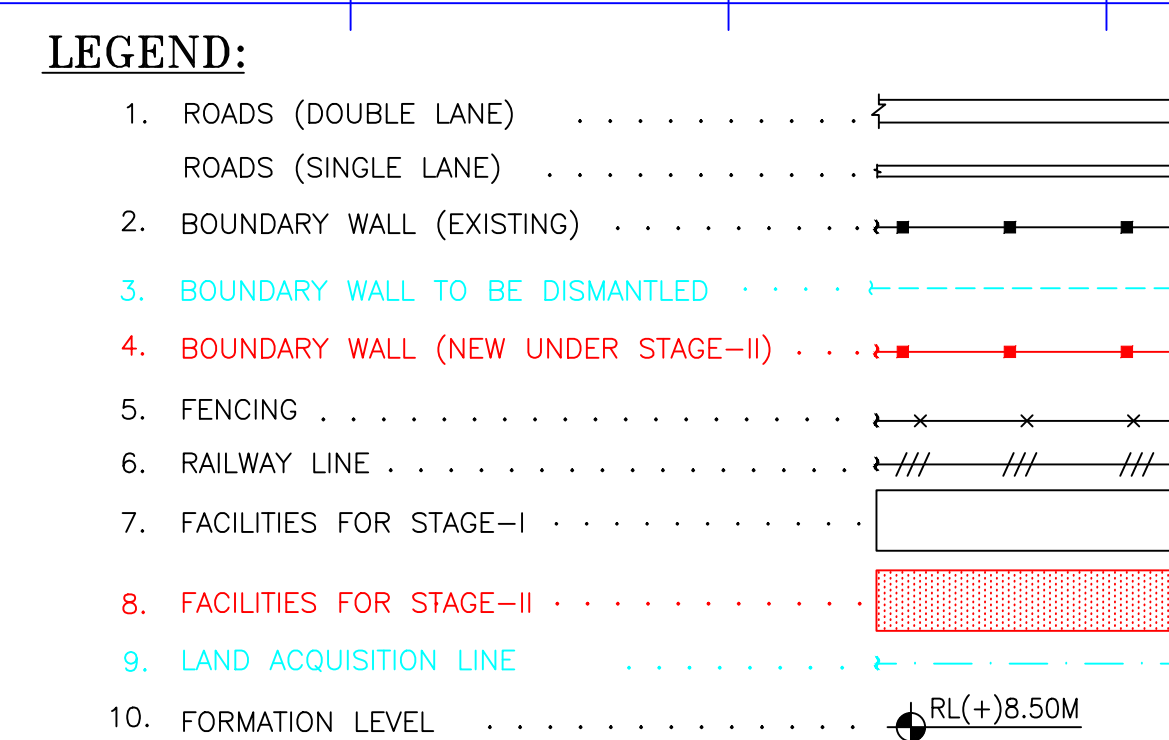 LEGEND:
1. ROADS (DOUBLE LANE) . . . . . . . . . .
ROADS (SINGLE LANE) . . . . . . . . . . .
2. BOUNDARY WALL (EXISTING) . . . . . . . . .
3. BOUNDARY WALL TO BE DISMANTLED . . . .
4. BOUNDARY WALL (NEW UNDER STAGE-II) . . .
5. FENCING . . . . . . . . . . . . . . . . . .
6. RAILWAY LINE . . . . . . . . . . . . . . . .
7. FACILITIES FOR STAGE-I . . . . . . . . . . .
8. FACILITIES FOR STAGE-II . . . . . . . . . . .
9. LAND ACQUISITION LINE . . . . . . . .
10. FORMATION LEVEL . . . . . . . . . . . . . RL(+)8.50M